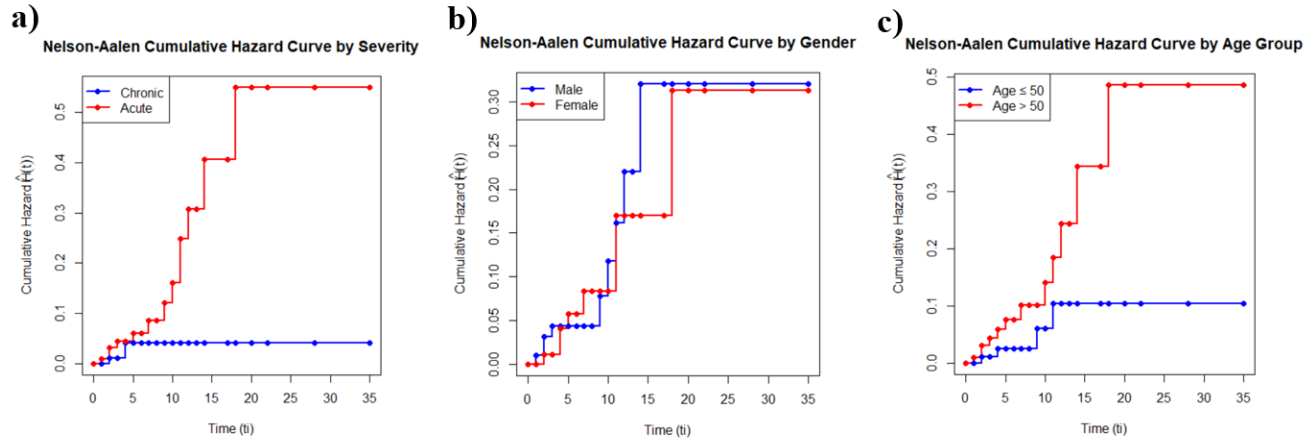 a)
Nelson-Aalen Cumulative Hazard Curve by Severity
Chronic
Acute
Cumulative Hazard Ĥ(t))
0.5
0.4
0.3
0.2
0.1
0.0
0 5 10 15 20 25 30 35
Time (ti)
b)
Nelson-Aalen Cumulative Hazard Curve by Gender
Male
Female
Cumulative Hazard Ĥ(t))
0.30
0.25
0.20
0.15
0.10
0.05
0.00
0 5 10 15 20 25 30 35
Time (ti)
c)
Nelson-Aalen Cumulative Hazard Curve by Age Group
Age ≤ 50
Age > 50
Cumulative Hazard Ĥ(t))
0.5
0.4
0.3
0.2
0.1
0.0
0 5 10 15 20 25 30 35
Time (ti)